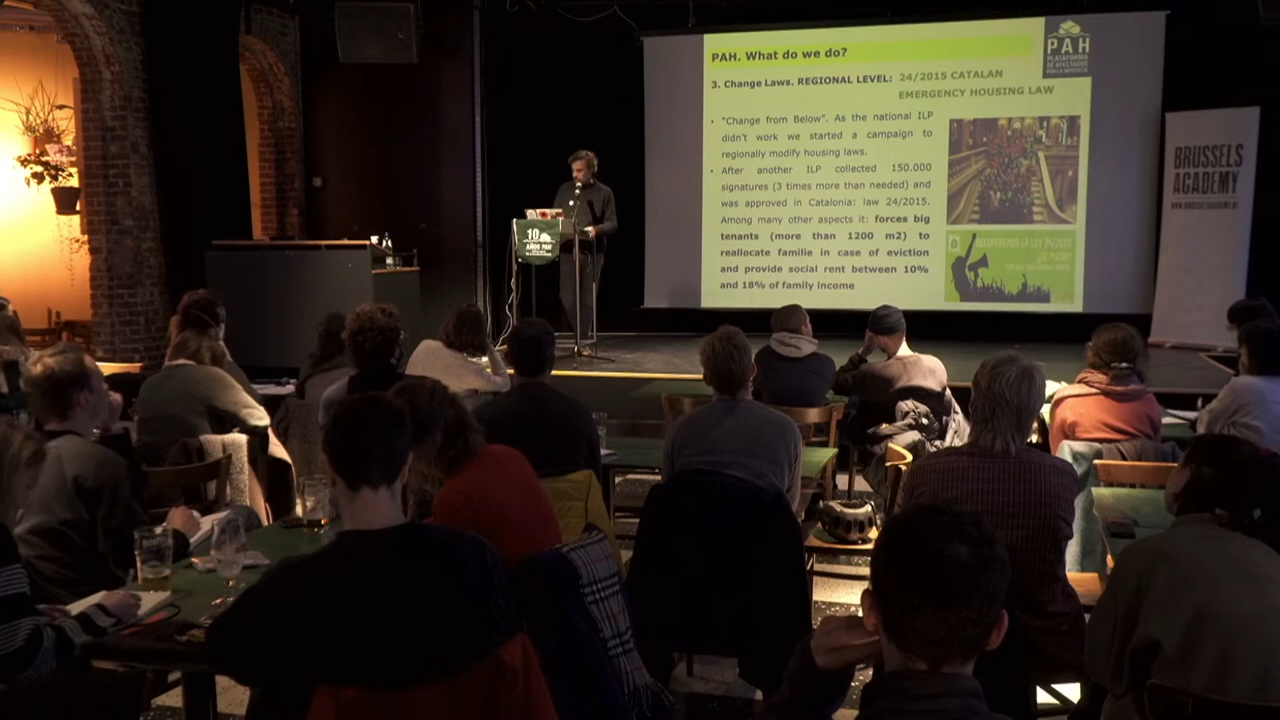 PAH. What do we do?
PAH
PLATAFORMA
DE AFECTADOS
POR LA HIPOTECA
3. Change Laws. REGIONAL LEVEL: 24/2015 CATALAN
EMERGENCY HOUSING LAW
• "Change from Below". As the national ILP
didn't work we started a campaign to
regionally modify housing laws.
• After another ILP collected 150.000
signatures (3 times more than needed) and
was approved in Catalonia: law 24/2015.
Among many other aspects it: forces big
tenants (more than 1200 m2) to
reallocate familie in case of eviction
and provide social rent between 10%
and 18% of family income
RECUPEREMOS LA LEY 24/2015!
¡SE PUEDE!
BRUSSELS
ACADEMY
WWW.BRUSSELSACADEMY.BE
10
AÑOS PAH